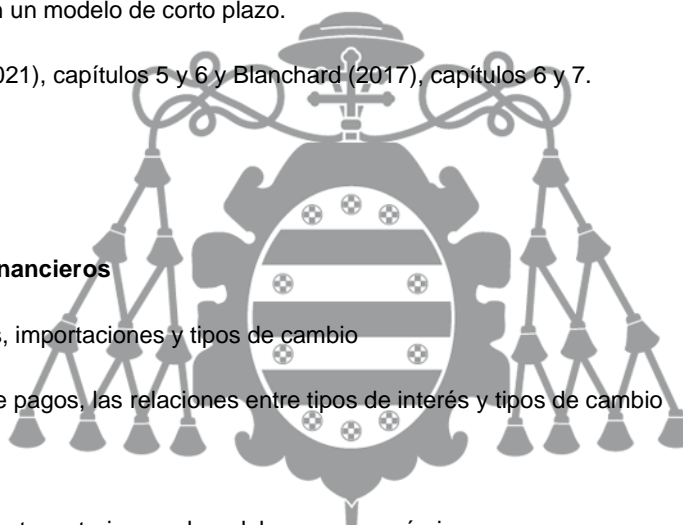 un modelo de corto plazo.
021), capítulos 5 y 6 y Blanchard (2017), capítulos 6 y 7.
nancieros
s, importaciones y tipos de cambio
e pagos, las relaciones entre tipos de interés y tipos de cambio